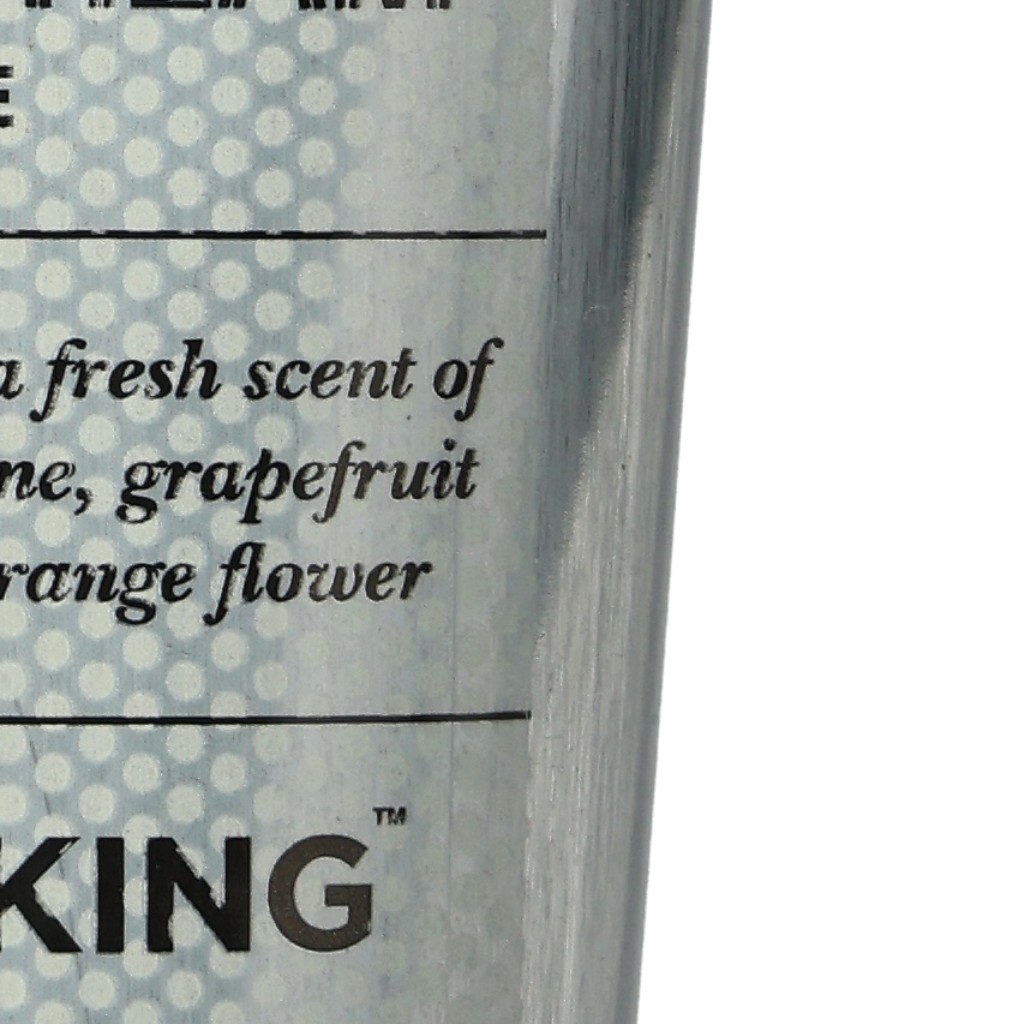 E
a fresh scent of
ne, grapefruit
range flower
KING™